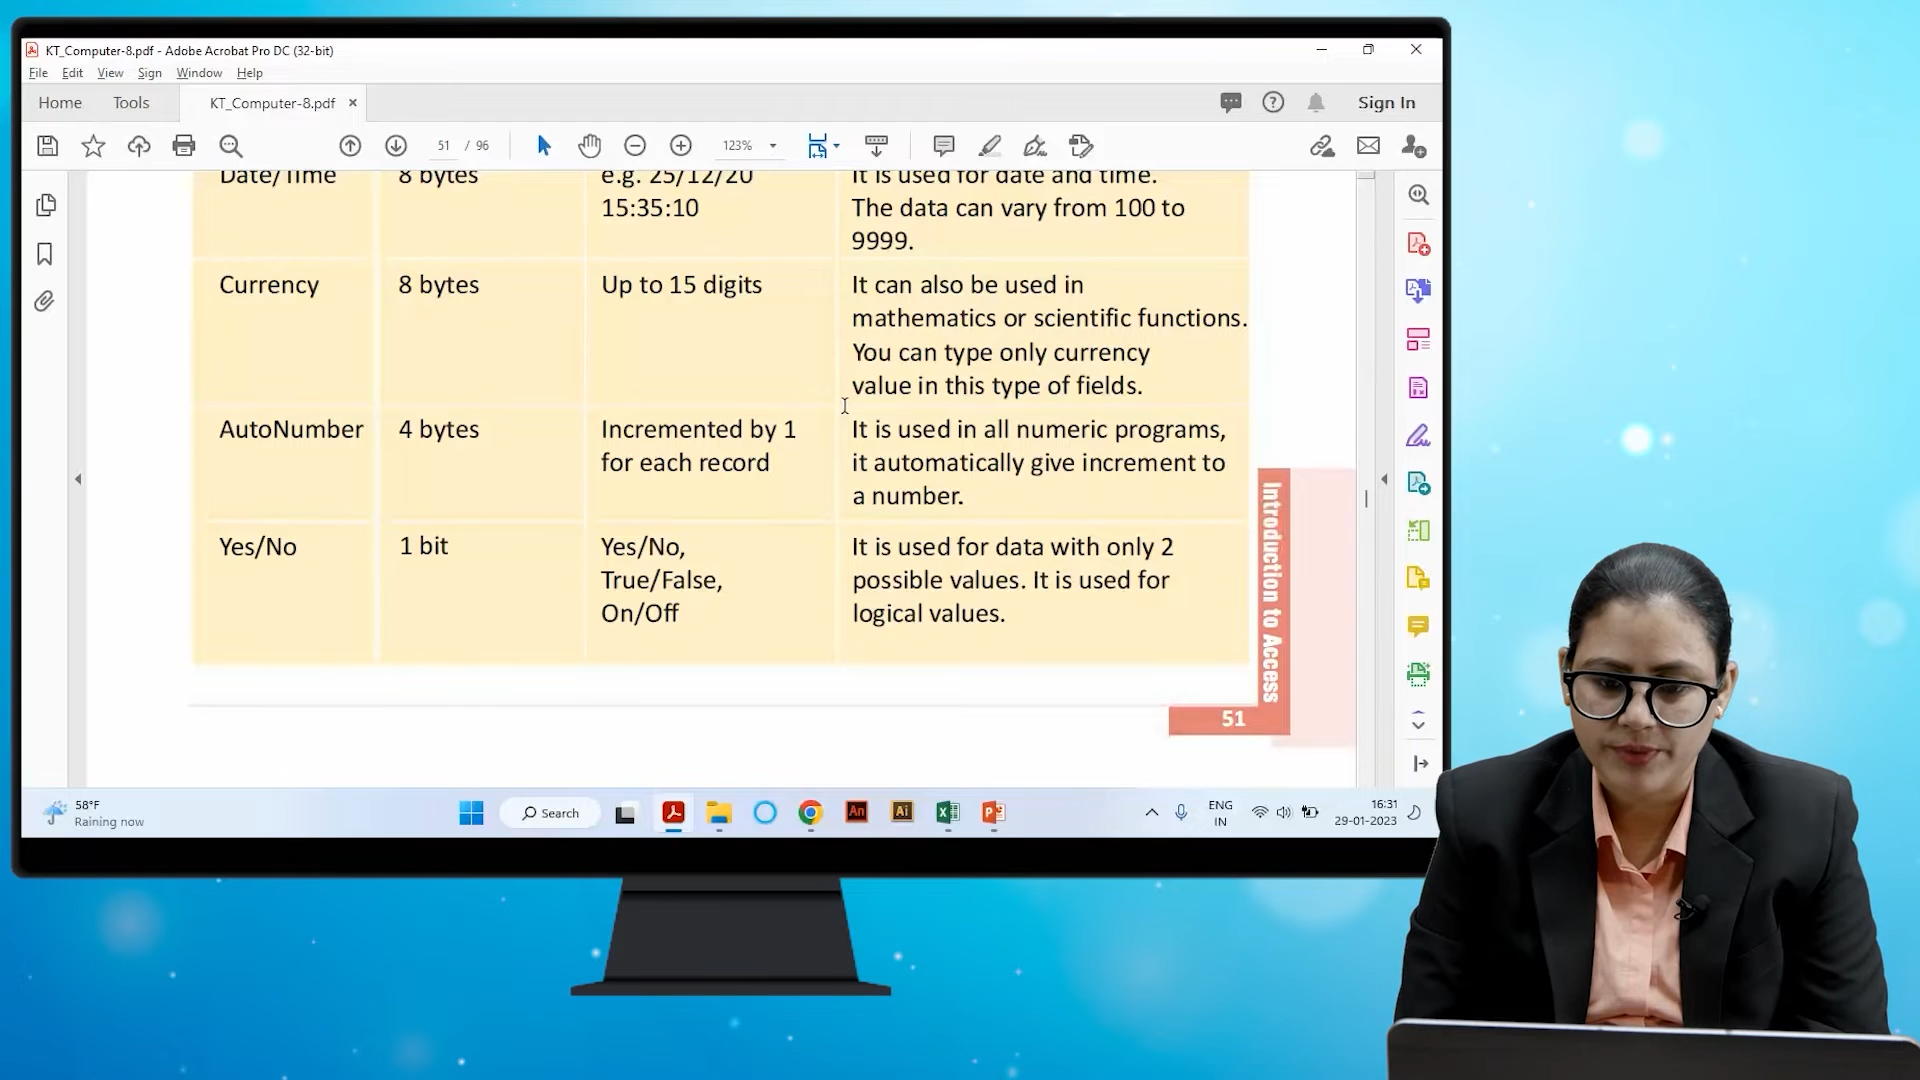 KT_Computer-8.pdf - Adobe Acrobat Pro DC (32-bit)
File Edit View Sign Window Help
Home Tools KT_Computer-8.pdf × Sign In
51 / 96 123%
Date/Time 8 bytes e.g. 25/12/20 It is used for date and time.
15:35:10 The data can vary from 100 to
9999.
Currency 8 bytes Up to 15 digits It can also be used in
mathematics or scientific functions.
You can type only currency
value in this type of fields.
AutoNumber 4 bytes Incremented by 1 It is used in all numeric programs,
for each record it automatically give increment to
a number.
Yes/No 1 bit Yes/No, It is used for data with only 2
True/False, possible values. It is used for
On/Off logical values.
Introduction to Access
51
58°F
Raining now
Search
An Ai
ENG
IN
16:31
29-01-2023